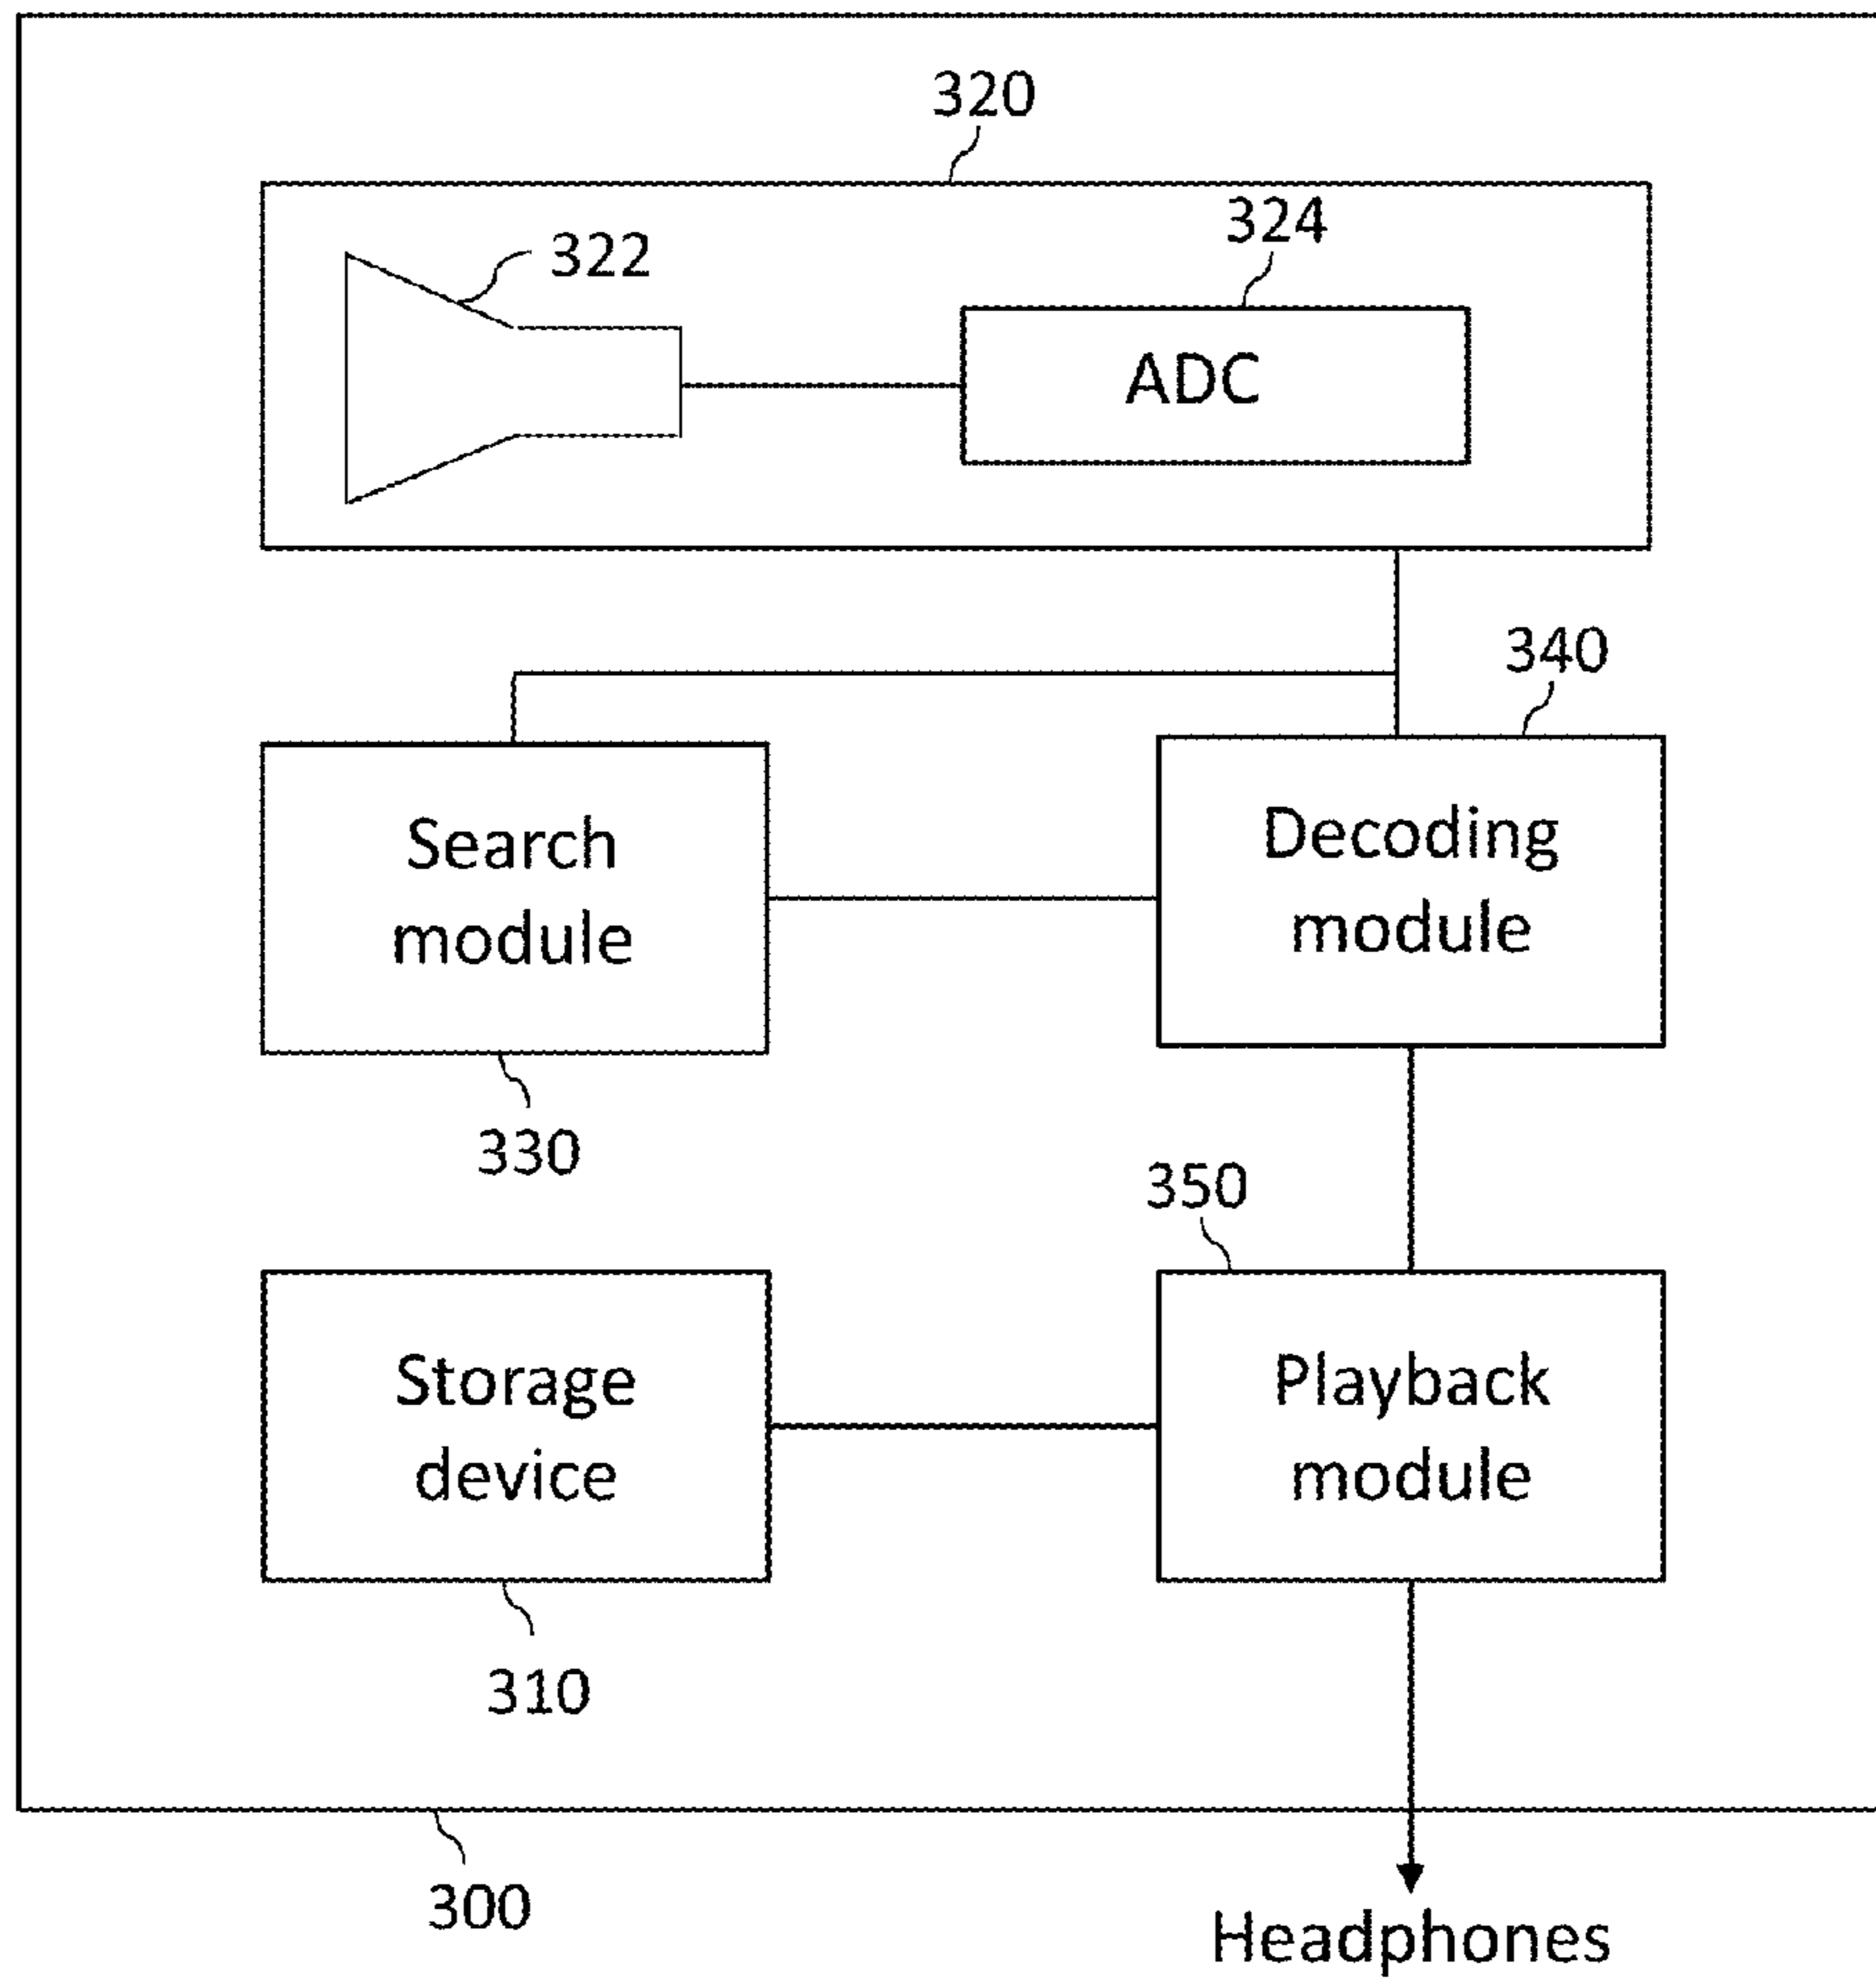 320
322
324
ADC
340
Search
module
Decoding
module
330
350
Storage
device
Playback
module
310
300
Headphones